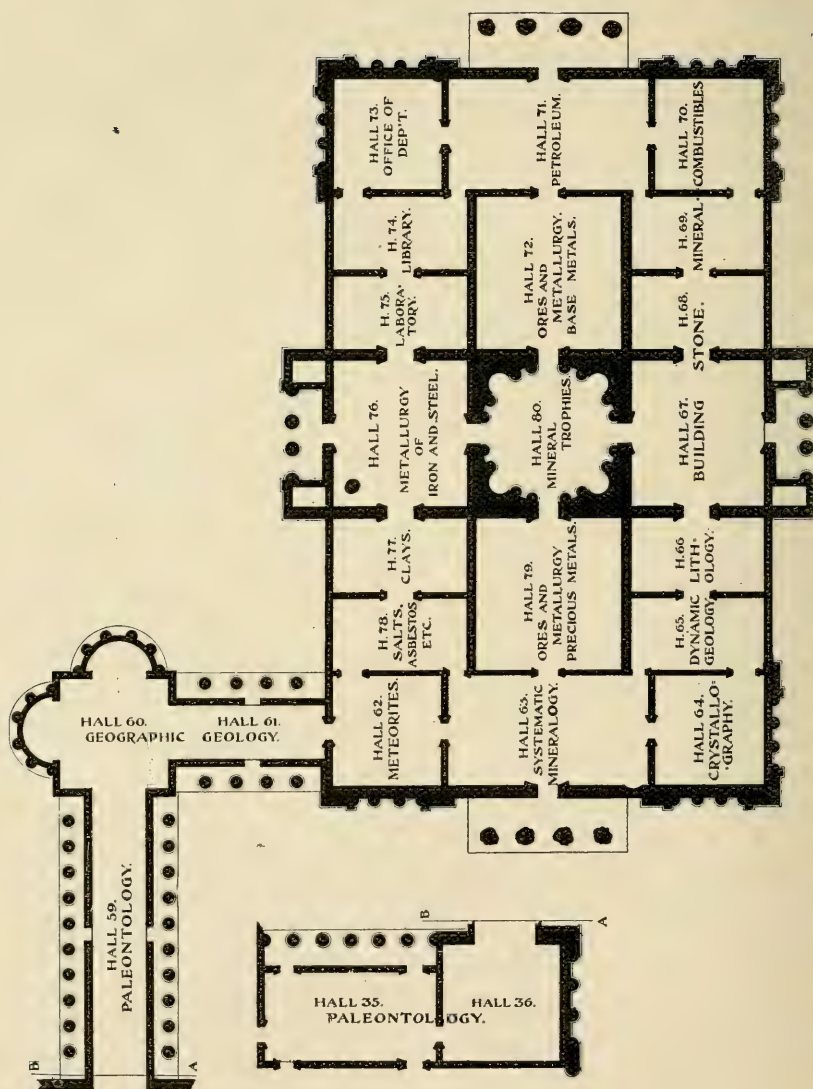 HALL 73.
OFFICE OF
DEP'T.
HALL 71.
PETROLEUM.
HALL 70.
COMBUSTIBLES
H. 74.
LIBRARY.
HALL 72.
ORES AND
METALLURGY.
BASE METALS.
H. 69.
MINERAL·
H. 75.
LABORA·
TORY.
H. 68.
STONE.
HALL 76.
METALLURGY
OF
IRON AND STEEL.
HALL 80.
MINERAL
TROPHIES.
HALL 67.
BUILDING
H. 77.
CLAYS.
HALL 79.
ORES AND
METALLURGY
PRECIOUS METALS.
H. 66
LITH-
OLOGY.
H. 78.
SALTS,
ASBESTOS
ETC.
H. 65.
DYNAMIC
GEOLOGY
HALL 60.
HALL 61.
GEOGRAPHIC GEOLOGY.
HALL 62.
METEORITES.
HALL 63.
SYSTEMATIC
MINERALOGY.
HALL 64.
CRYSTALLO-
·GRAPHY.
HALL 59.
PALEONTOLOGY.
B
A
B
A
HALL 35.
HALL 36.
PALEONTOLOGY.